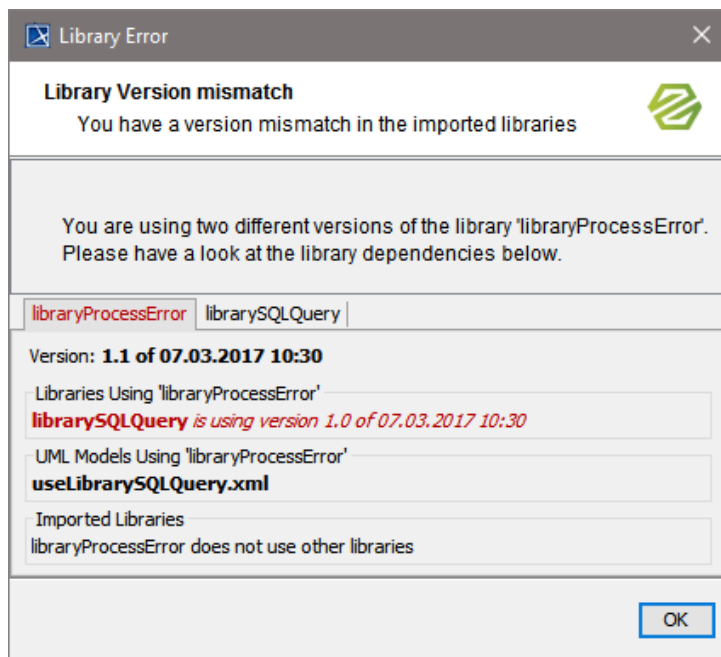 Library Error
Library Version mismatch
You have a version mismatch in the imported libraries
You are using two different versions of the library 'libraryProcessError'.
Please have a look at the library dependencies below.
libraryProcessError librarySQLQuery
Version: 1.1 of 07.03.2017 10:30
Libraries Using 'libraryProcessError'
librarySQLQuery is using version 1.0 of 07.03.2017 10:30
UML Models Using 'libraryProcessError'
useLibrarySQLQuery.xml
Imported Libraries
libraryProcessError does not use other libraries
OK